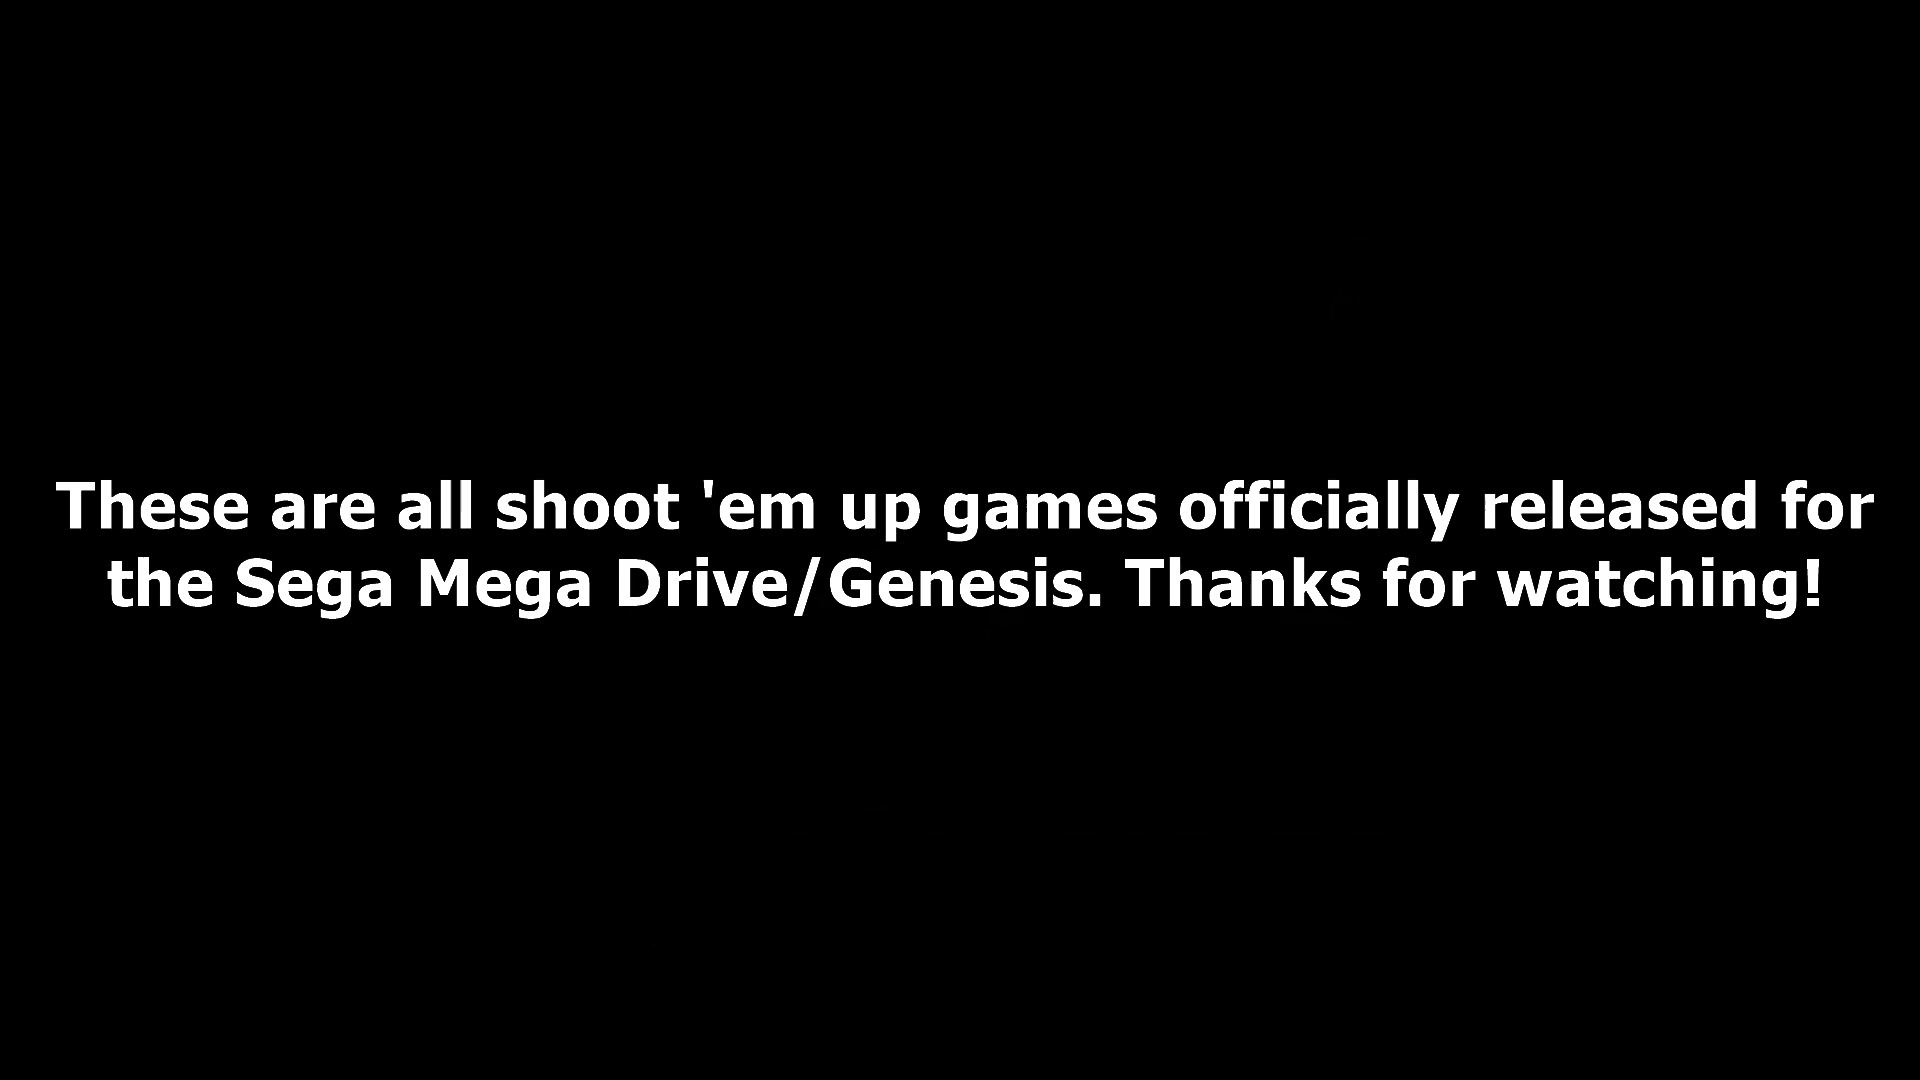 These are all shoot 'em up games officially released for
the Sega Mega Drive/Genesis. Thanks for watching!